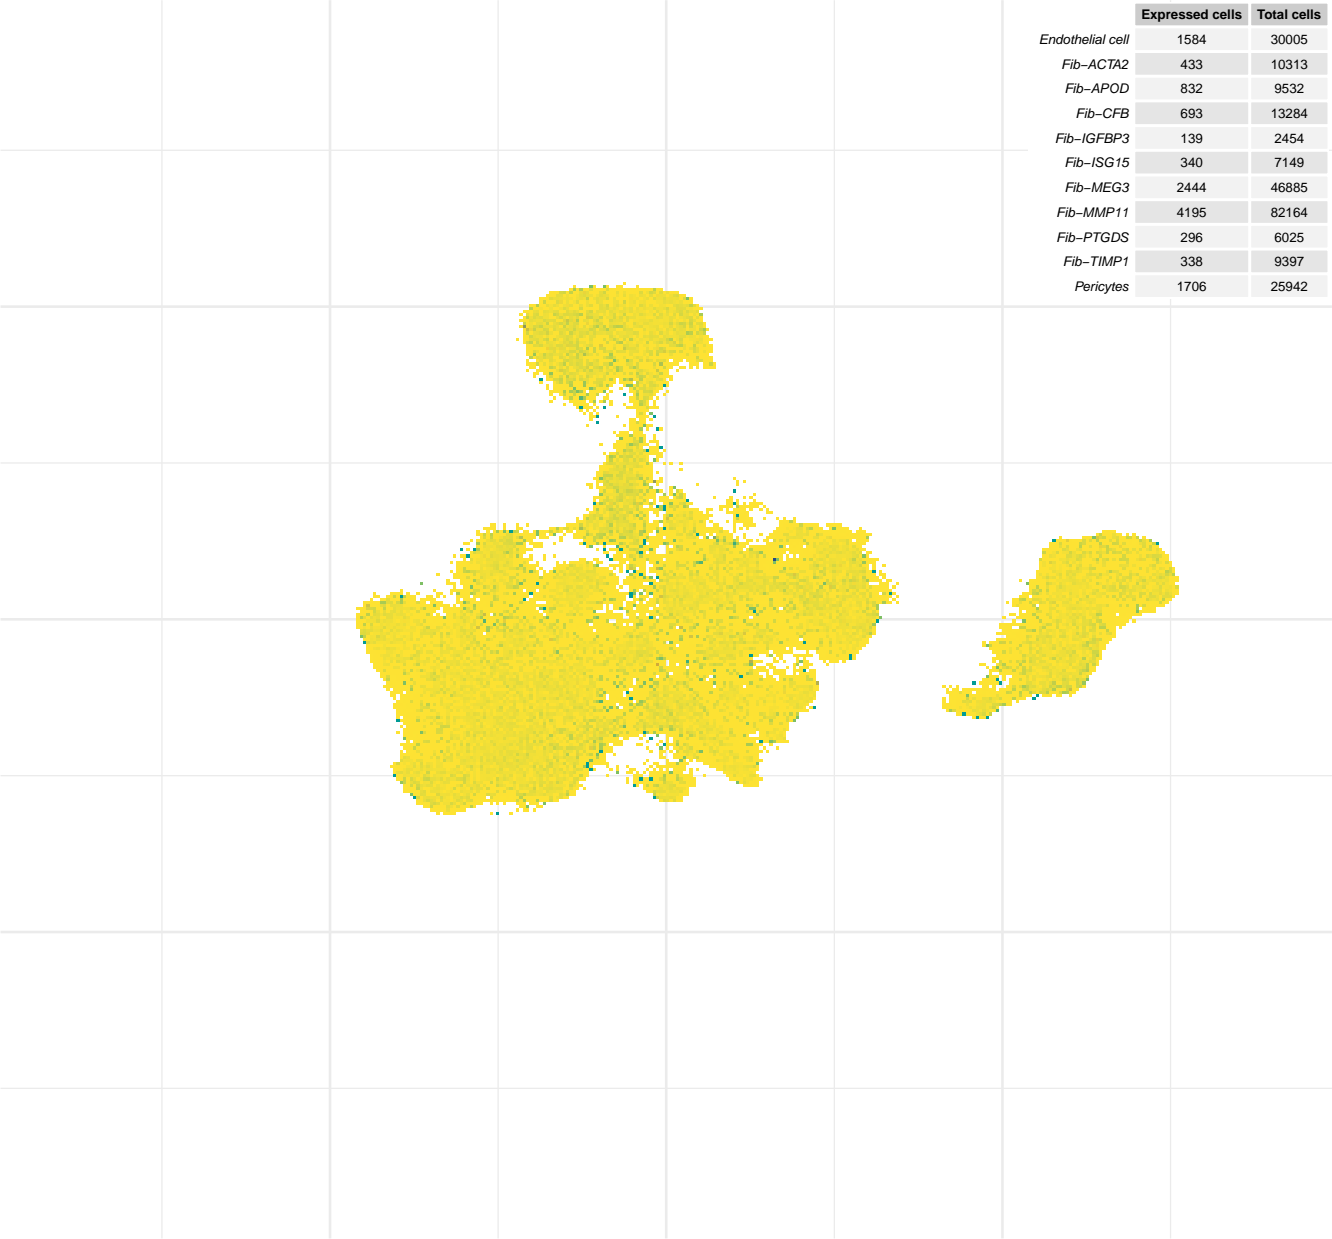 Expressed cells Total cells
Endothelial cell 1584 30005
Fib−ACTA2 433 10313
Fib−APOD 832 9532
Fib−CFB 693 13284
Fib−IGFBP3 139 2454
Fib−ISG15 340 7149
Fib−MEG3 2444 46885
Fib−MMP11 4195 82164
Fib−PTGDS 296 6025
Fib−TIMP1 338 9397
Pericytes 1706 25942